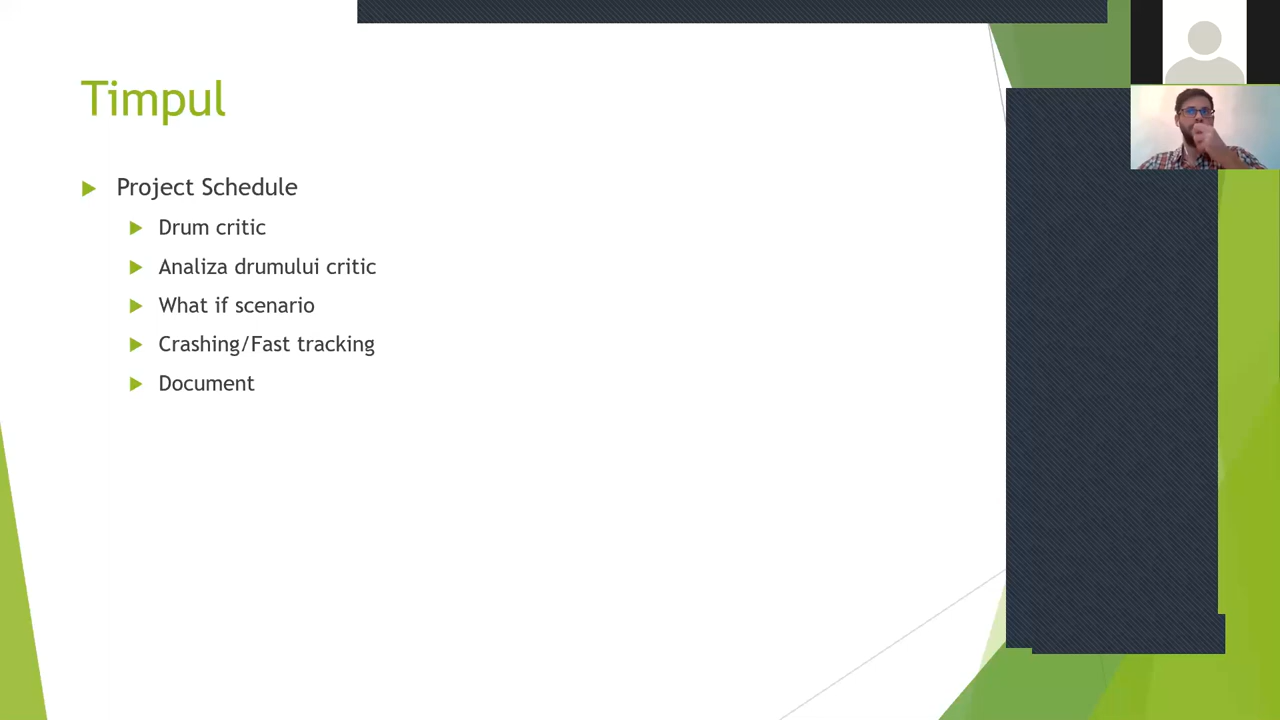 Timpul
Project Schedule
Drum critic
Analiza drumului critic
What if scenario
Crashing/Fast tracking
Document